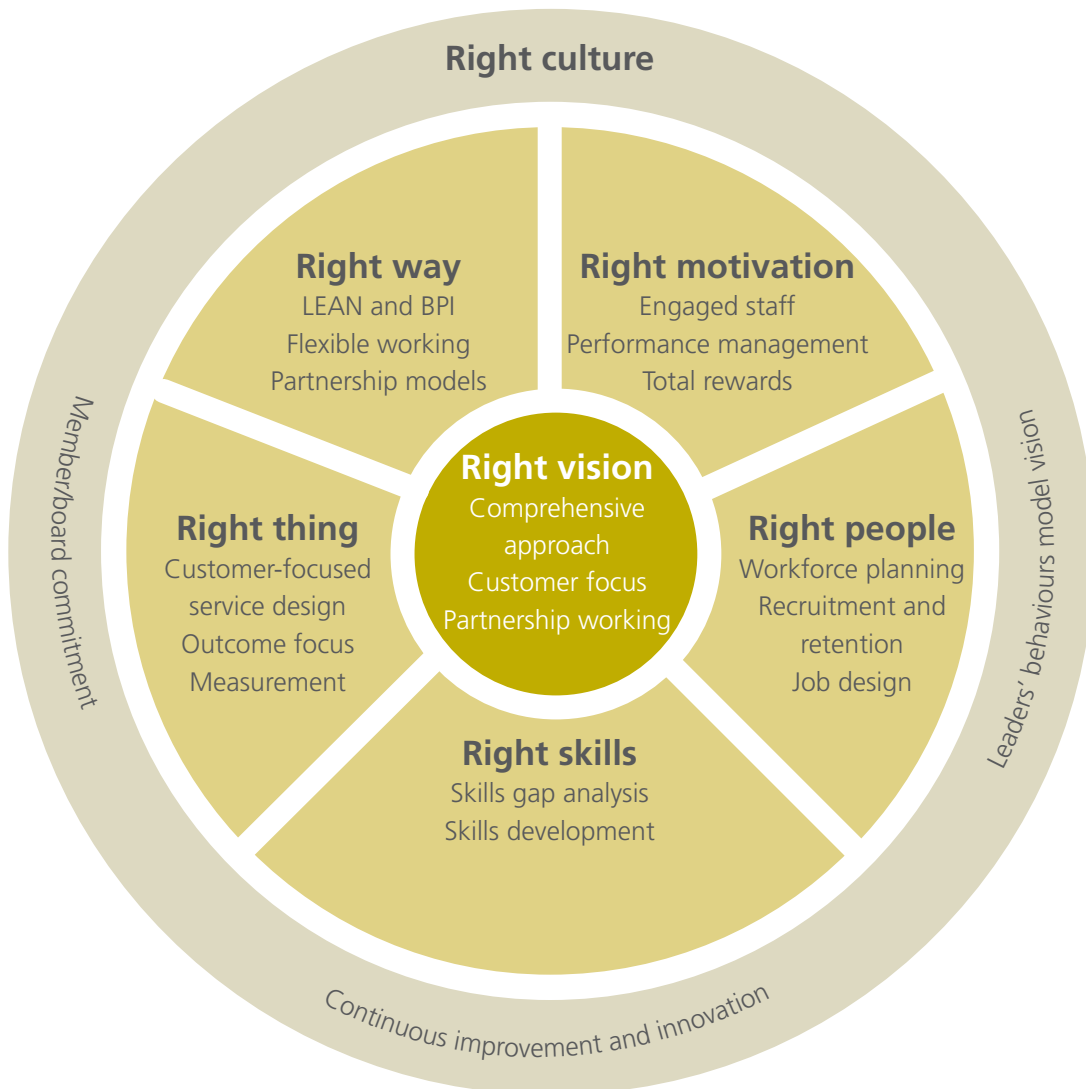 Right culture
Right way
LEAN and BPI
Flexible working
Partnership models
Right motivation
Engaged staff
Performance management
Total rewards
Right vision
Comprehensive
approach
Customer focus
Partnership working
Right thing
Customer-focused
service design
Outcome focus
Measurement
Right people
Workforce planning
Recruitment and
retention
Job design
Right skills
Skills gap analysis
Skills development
Member/board commitment
Leaders’ behaviours model vision
Continuous improvement and innovation